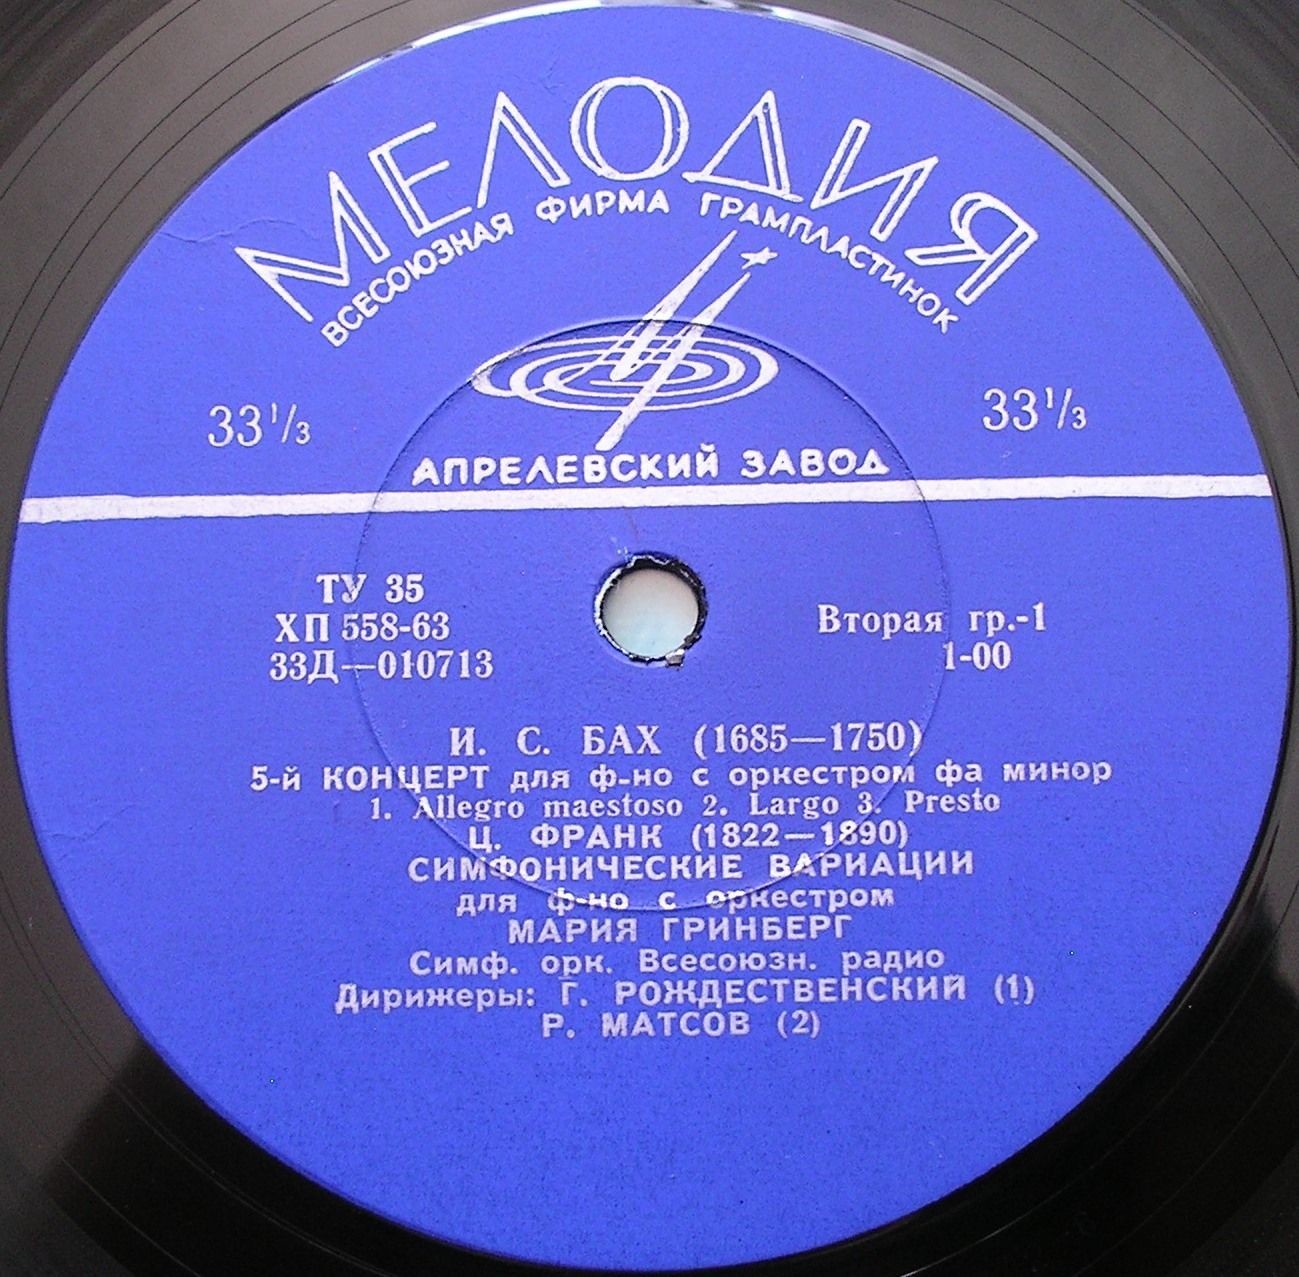 МЕЛОДИЯ
ВСЕСОЮЗНАЯ ФИРМА ГРАМПЛАСТИНОК
33⅓ 33⅓
АПРЕЛЕВСКИЙ ЗАВОД
ТУ 35
ХП 558-63
33Д—010713
Вторая гр.-1
1-00
И. С. БАХ (1685—1750)
5-й КОНЦЕРТ для ф-но с оркестром фа минор
1. Allegro maestoso 2. Largo 3. Presto
Ц. ФРАНК (1822—1890)
СИМФОНИЧЕСКИЕ ВАРИАЦИИ
для ф-но с оркестром
МАРИЯ ГРИНБЕРГ
Симф. орк. Всесоюзн. радио
Дирижеры: Г. РОЖДЕСТВЕНСКИЙ (1)
Р. МАТСОВ (2)